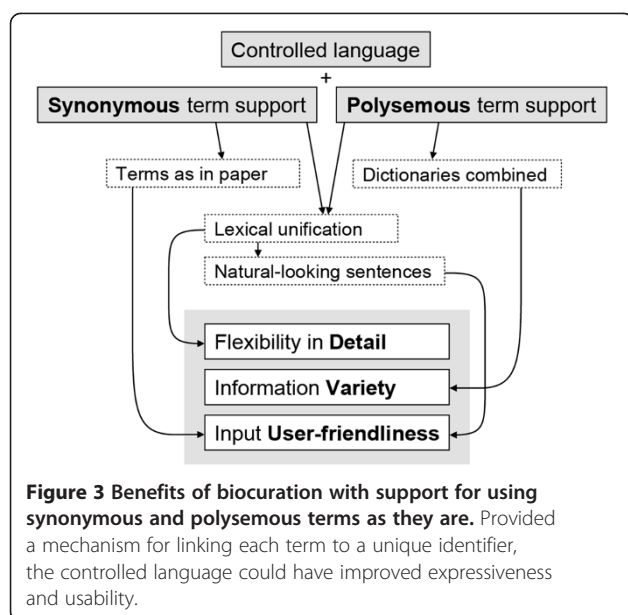 Controlled language
+
Synonymous term support
Polysemous term support
Terms as in paper
Dictionaries combined
Lexical unification
Natural-looking sentences
Flexibility in Detail
Information Variety
Input User-friendliness
Figure 3 Benefits of biocuration with support for using
synonymous and polysemous terms as they are. Provided
a mechanism for linking each term to a unique identifier,
the controlled language could have improved expressiveness
and usability.